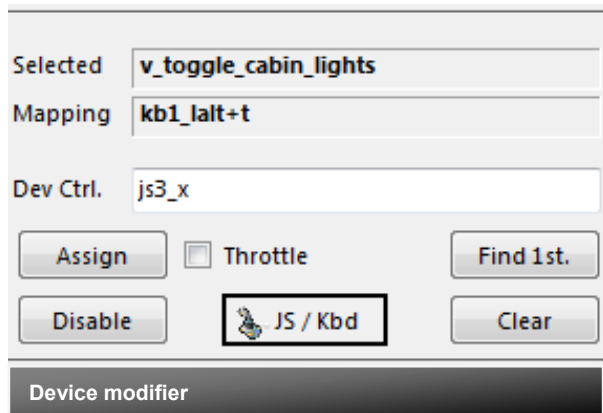 Selected v_toggle_cabin_lights
Mapping kb1_lalt+t
Dev Ctrl. js3_x
Assign Throttle Find 1st.
Disable JS / Kbd Clear
Device modifier